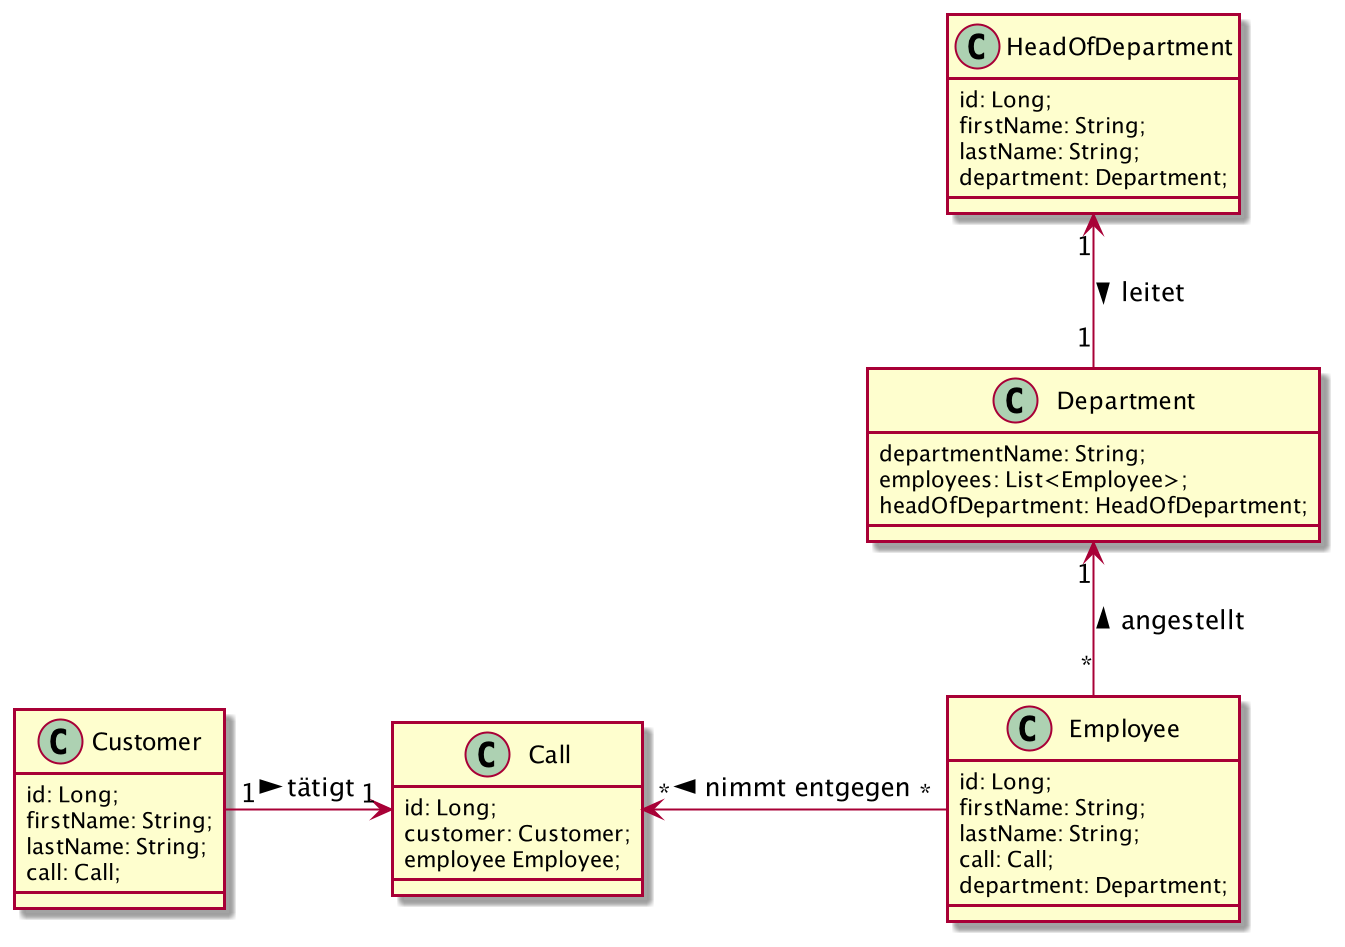 C HeadOfDepartment
id: Long;
firstName: String;
lastName: String;
department: Department;
1
leitet
1
C Department
departmentName: String;
employees: List<Employee>;
headOfDepartment: HeadOfDepartment;
1
angestellt
*
C Customer
id: Long;
firstName: String;
lastName: String;
call: Call;
1 tätigt 1
C Call
id: Long;
customer: Customer;
employee Employee;
* nimmt entgegen *
C Employee
id: Long;
firstName: String;
lastName: String;
call: Call;
department: Department;